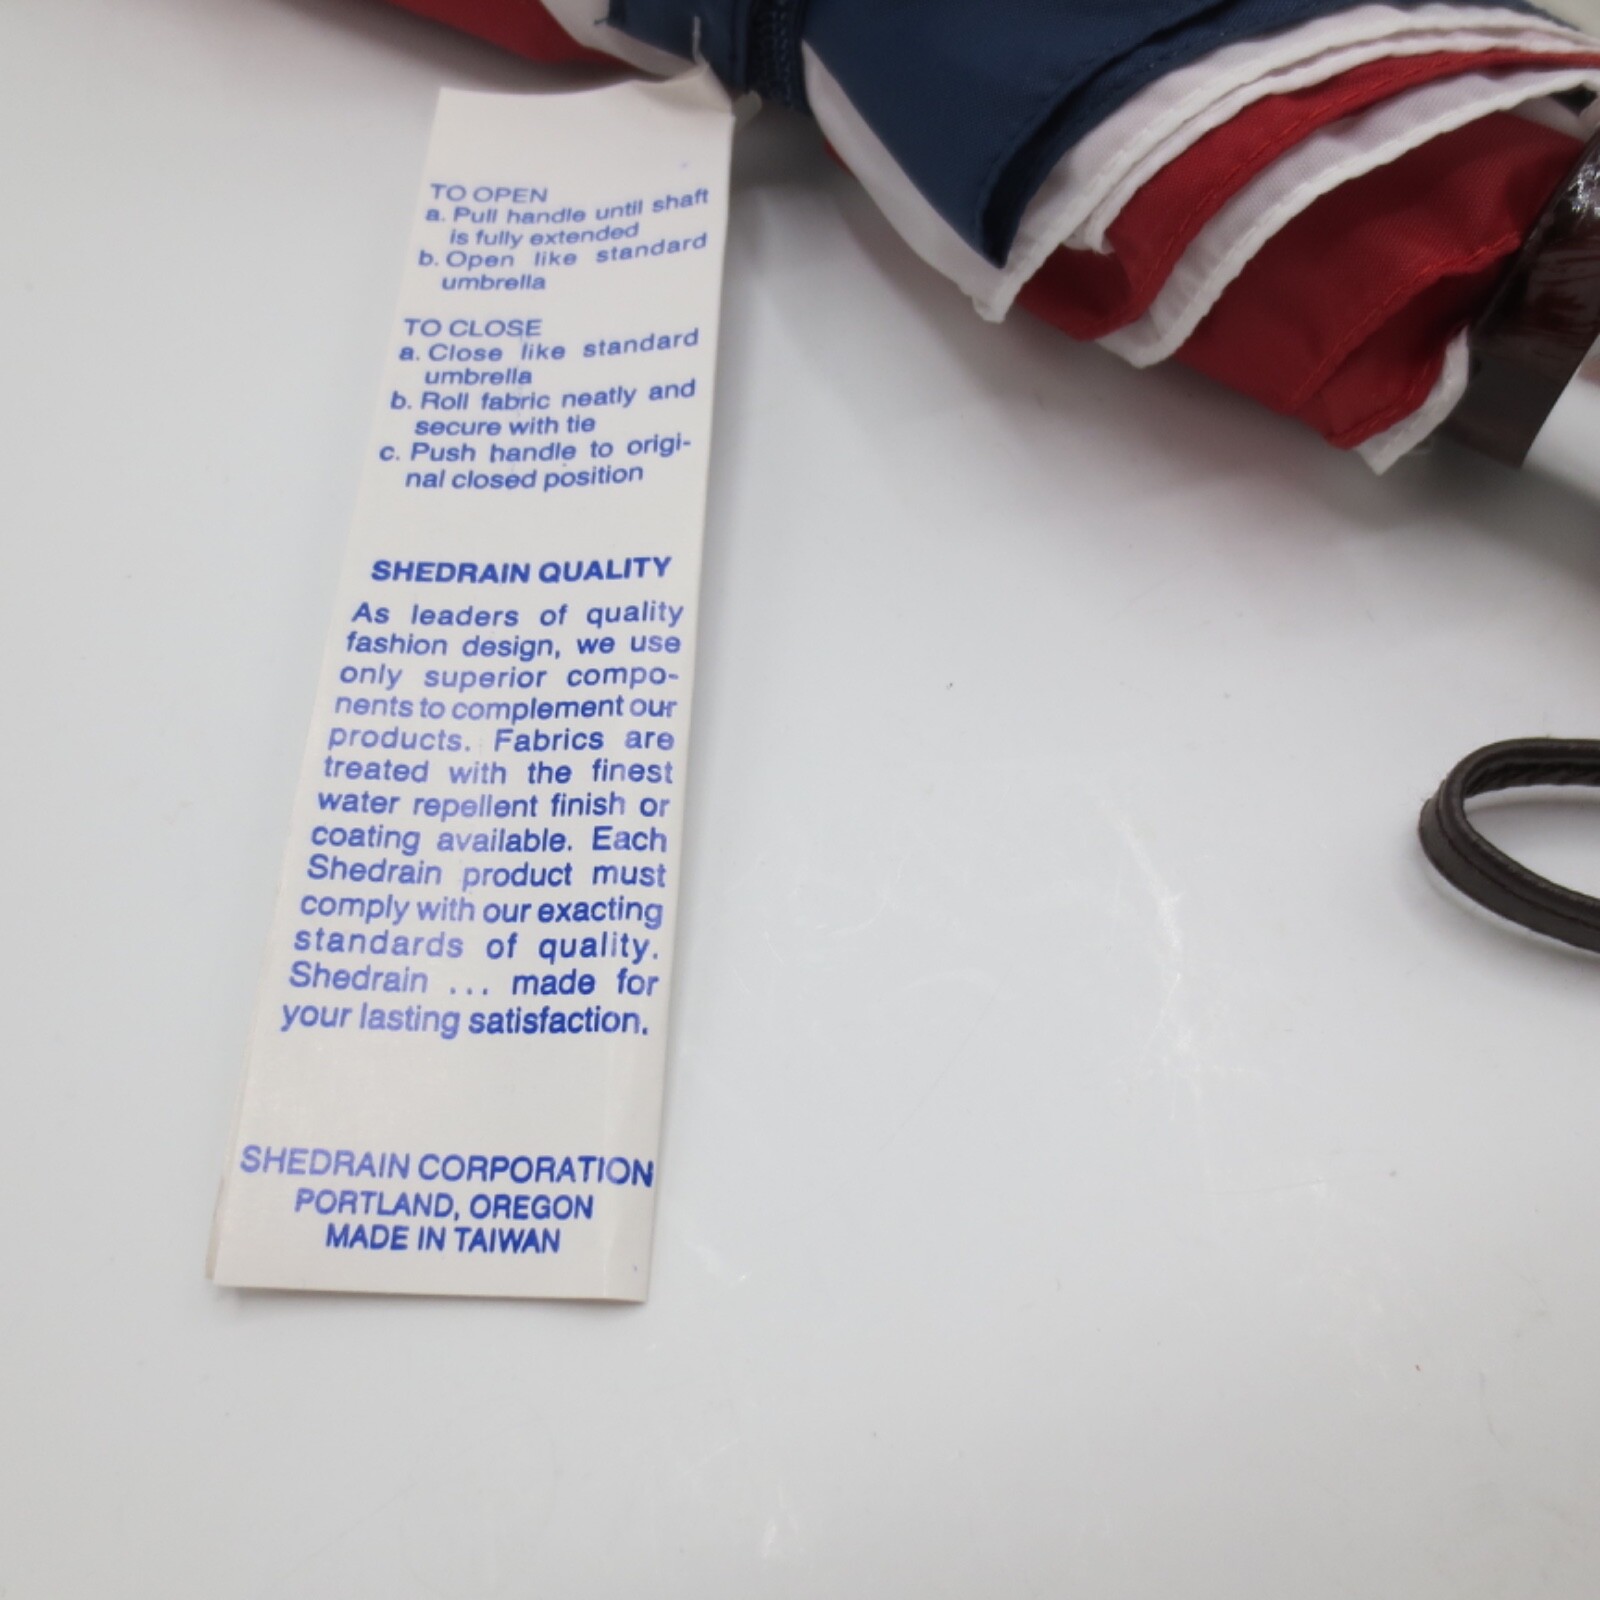 TO OPEN
a. Pull handle until shaft
is fully extended
b. Open like standard
umbrella
TO CLOSE
a. Close like standard
umbrella
b. Roll fabric neatly and
secure with tie
c. Push handle to origi-
nal closed position
SHEDRAIN QUALITY
As leaders of quality
fashion design, we use
only superior compo-
nents to complement our
products. Fabrics are
treated with the finest
water repellent finish or
coating available. Each
Shedrain product must
comply with our exacting
standards of quality.
Shedrain ... made for
your lasting satisfaction.
SHEDRAIN CORPORATION
PORTLAND, OREGON
MADE IN TAIWAN